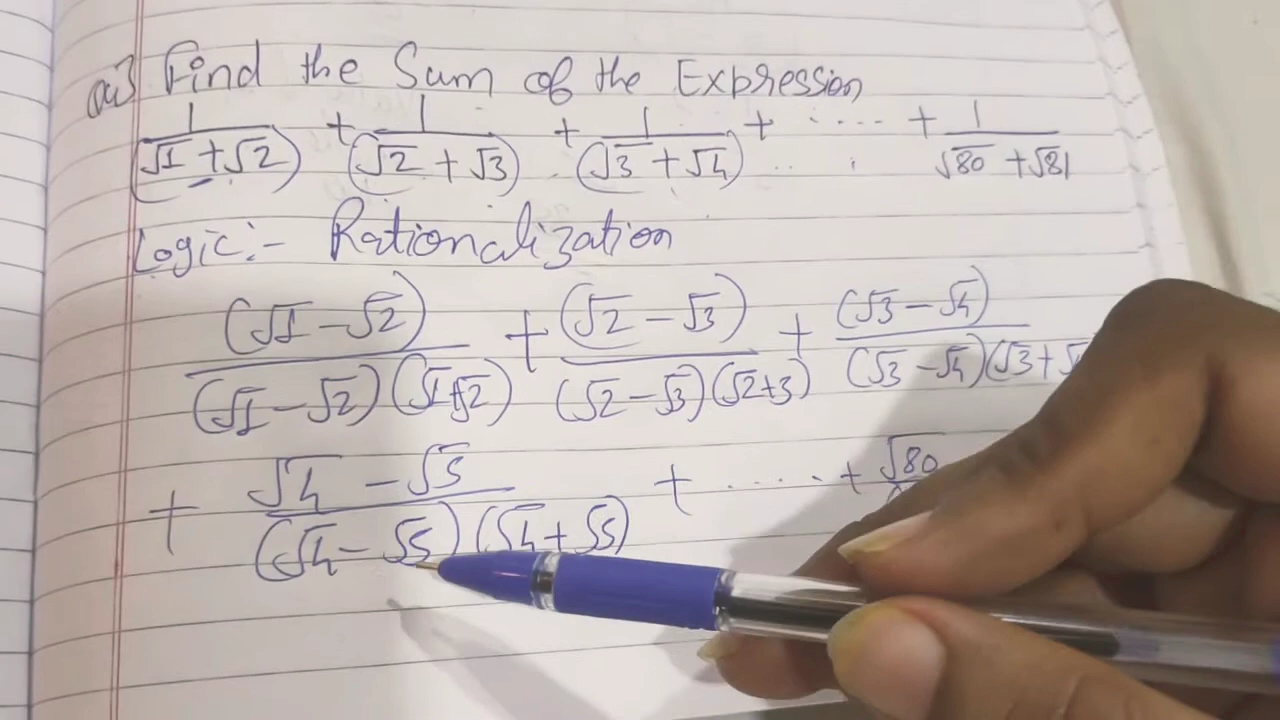 Q3] Find the Sum of the Expression
1/(√1 + √2) + 1/(√2 + √3) + 1/(√3 + √4) + ..... + 1/√80 + √81
Logic:- Rationalization
(√1 - √2)/(√1 - √2)(√1 + √2) + (√2 - √3)/(√2 - √3)(√2 + 3) + (√3 - √4)/(√3 - √4)(√3 + √
+ √4 - √5/(√4 - √5)(√4 + √5) + ..... + √80